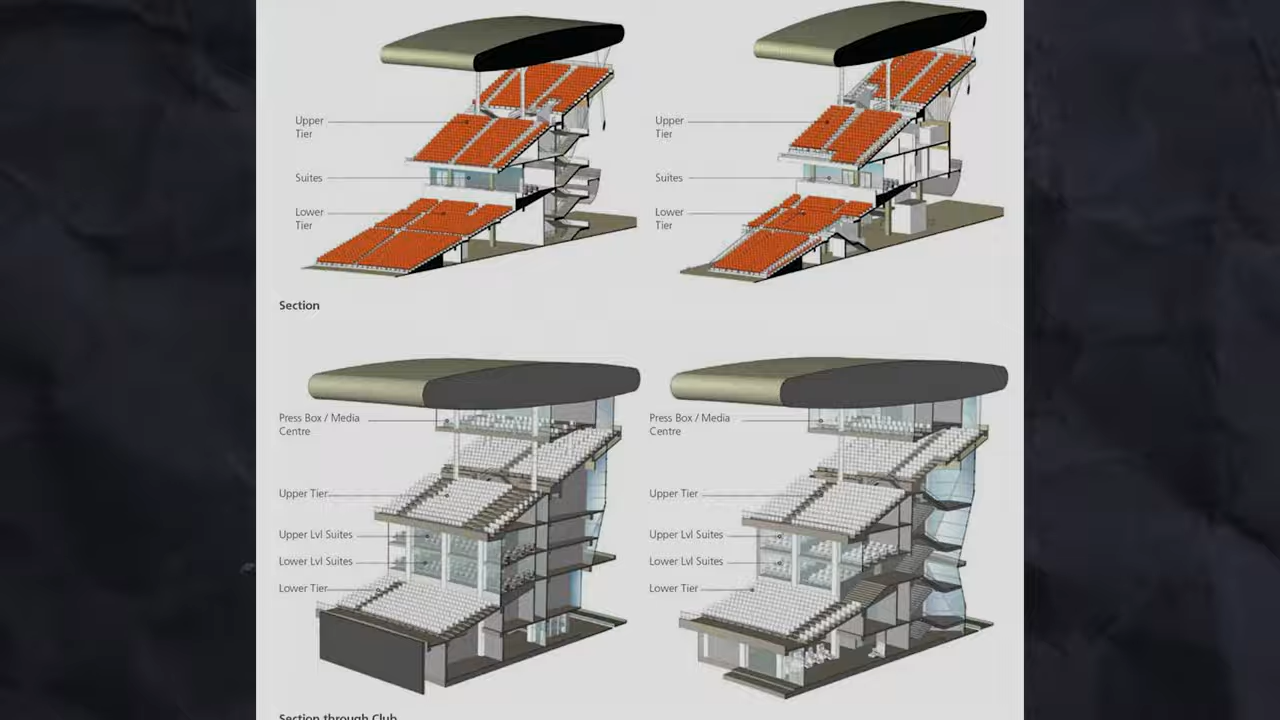 Upper
Tier
Suites
Lower
Tier
Upper
Tier
Suites
Lower
Tier
Section
Press Box / Media
Centre
Upper Tier
Upper Lvl Suites
Lower Lvl Suites
Lower Tier
Press Box / Media
Centre
Upper Tier
Upper Lvl Suites
Lower Lvl Suites
Lower Tier
Section through Club